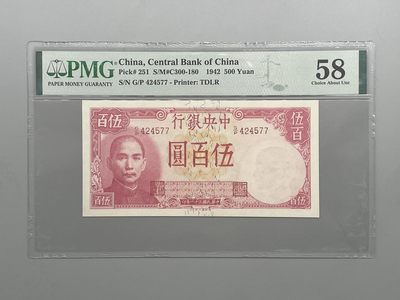 PMG
PAPER MONEY GUARANTY
China, Central Bank of China
Pick# 251 S/M#C300-180 1942 500 Yuan
S/N G/P 424577 - Printer: TDLR
58
Choice About Unc
百伍
行銀央中
伍百
G/P 424577
G/P 424577
圓百伍
百伍
伍百